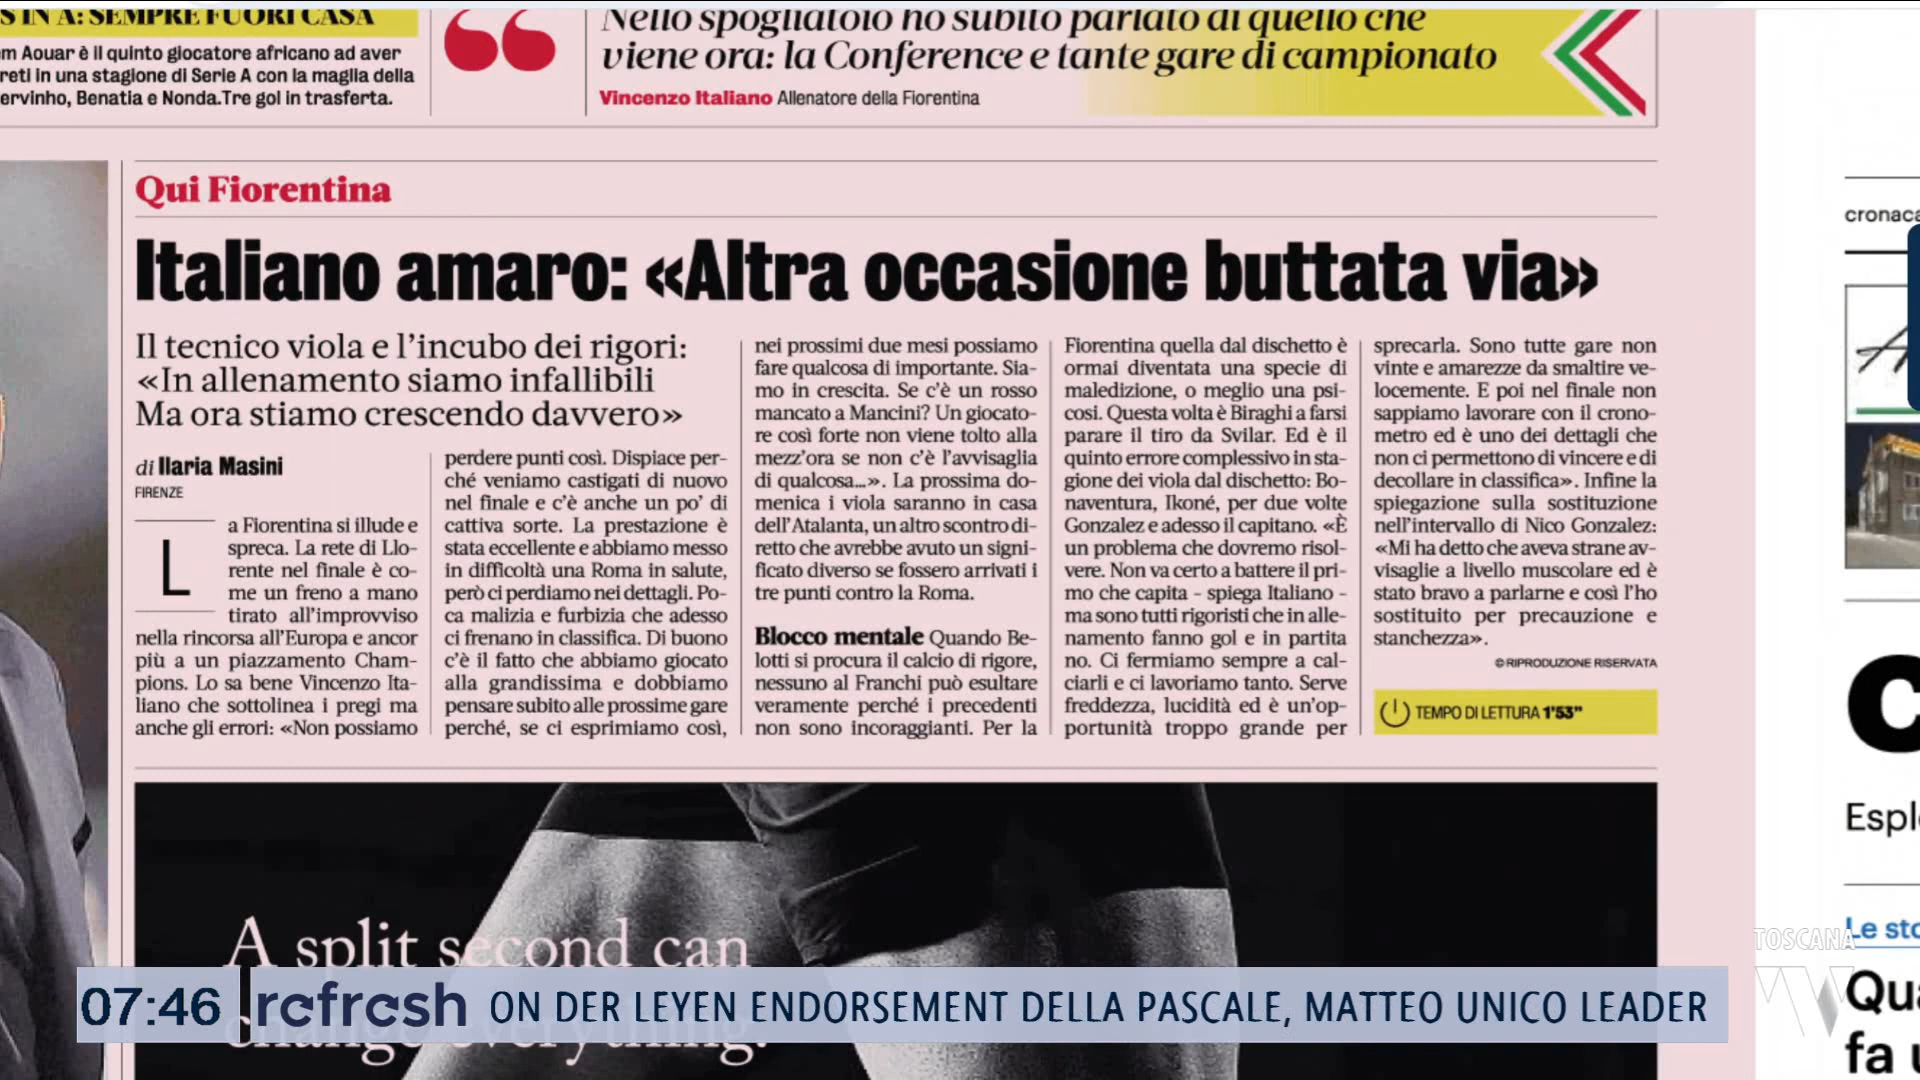 S IN A: SEMPRE FUORI CASA
m Aouar è il quinto giocatore africano ad aver
reti in una stagione di Serie A con la maglia della
ervinho, Benatia e Nonda.Tre gol in trasferta.
Nello spogliatoio ho subito parlato di quello che
viene ora: la Conference e tante gare di campionato
Vincenzo Italiano Allenatore della Fiorentina
Qui Fiorentina
Italiano amaro: «Altra occasione buttata via»
Il tecnico viola e l'incubo dei rigori:
«In allenamento siamo infallibili
Ma ora stiamo crescendo davvero»
di Ilaria Masini
FIRENZE
La Fiorentina si illude e
spreca. La rete di Llo-
rente nel finale è co-
me un freno a mano
tirato all'improvviso
nella rincorsa all'Europa e ancor
più a un piazzamento Cham-
pions. Lo sa bene Vincenzo Ita-
liano che sottolinea i pregi ma
anche gli errori: «Non possiamo
perdere punti così. Dispiace per-
ché veniamo castigati di nuovo
nel finale e c'è anche un po' di
cattiva sorte. La prestazione è
stata eccellente e abbiamo messo
in difficoltà una Roma in salute,
però ci perdiamo nei dettagli. Po-
ca malizia e furbizia che adesso
ci frenano in classifica. Di buono
c'è il fatto che abbiamo giocato
alla grandissima e dobbiamo
pensare subito alle prossime gare
perché, se ci esprimiamo così,
nei prossimi due mesi possiamo
fare qualcosa di importante. Sia-
mo in crescita. Se c'è un rosso
mancato a Mancini? Un giocato-
re così forte non viene tolto alla
mezz'ora se non c'è l'avvisaglia
di qualcosa...». La prossima do-
menica i viola saranno in casa
dell'Atalanta, un altro scontro di-
retto che avrebbe avuto un signi-
ficato diverso se fossero arrivati i
tre punti contro la Roma.
Blocco mentale Quando Be-
lotti si procura il calcio di rigore,
nessuno al Franchi può esultare
veramente perché i precedenti
non sono incoraggianti. Per la
Fiorentina quella dal dischetto è
ormai diventata una specie di
maledizione, o meglio una psi-
cosi. Questa volta è Biraghi a farsi
parare il tiro da Svilar. Ed è il
quinto errore complessivo in sta-
gione dei viola dal dischetto: Bo-
naventura, Ikoné, per due volte
Gonzalez e adesso il capitano. «È
un problema che dovremo risol-
vere. Non va certo a battere il pri-
mo che capita - spiega Italiano -
ma sono tutti rigoristi che in alle-
namento fanno gol e in partita
no. Ci fermiamo sempre a cal-
ciarli e ci lavoriamo tanto. Serve
freddezza, lucidità ed è un'op-
portunità troppo grande per
sprecarla. Sono tutte gare non
vinte e amarezze da smaltire ve-
locemente. E poi nel finale non
sappiamo lavorare con il crono-
metro ed è uno dei dettagli che
non ci permettono di vincere e di
decollare in classifica». Infine la
spiegazione sulla sostituzione
nell'intervallo di Nico Gonzalez:
«Mi ha detto che aveva strane av-
visaglie a livello muscolare ed è
stato bravo a parlarne e così l'ho
sostituito per precauzione e
stanchezza».
© RIPRODUZIONE RISERVATA
TEMPO DI LETTURA 1'53"
A split second can
change everything.
07:46 refresh ON DER LEYEN ENDORSEMENT DELLA PASCALE, MATTEO UNICO LEADER
cronaca
C
Espl
Le sto
TOSCANA
Qua
fa u